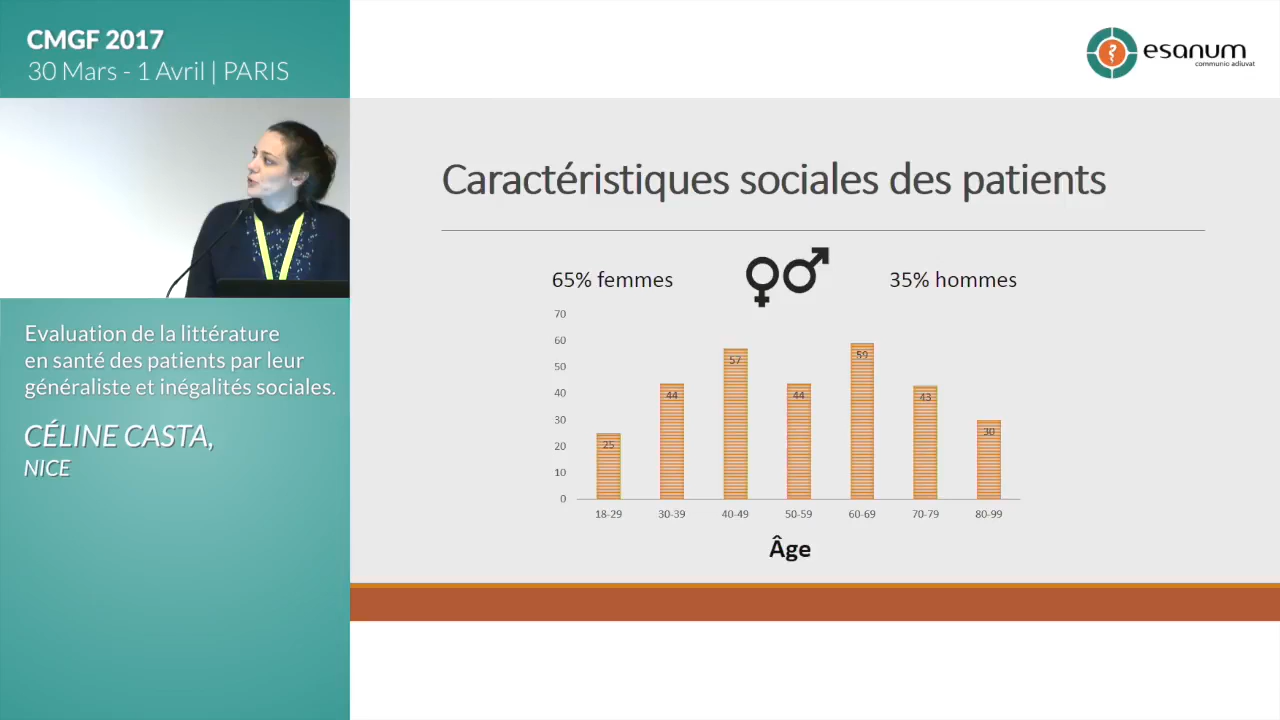 CMGF 2017
30 Mars - 1 Avril | PARIS
esanum
communio adiuvat
Caractéristiques sociales des patients
65% femmes
35% hommes
70
60
50
40
30
20
10
0
25
44
57
44
59
43
30
18-29
30-39
40-49
50-59
60-69
70-79
80-99
Âge
Evaluation de la littérature
en santé des patients par leur
généraliste et inégalités sociales.
CÉLINE CASTA,
NICE